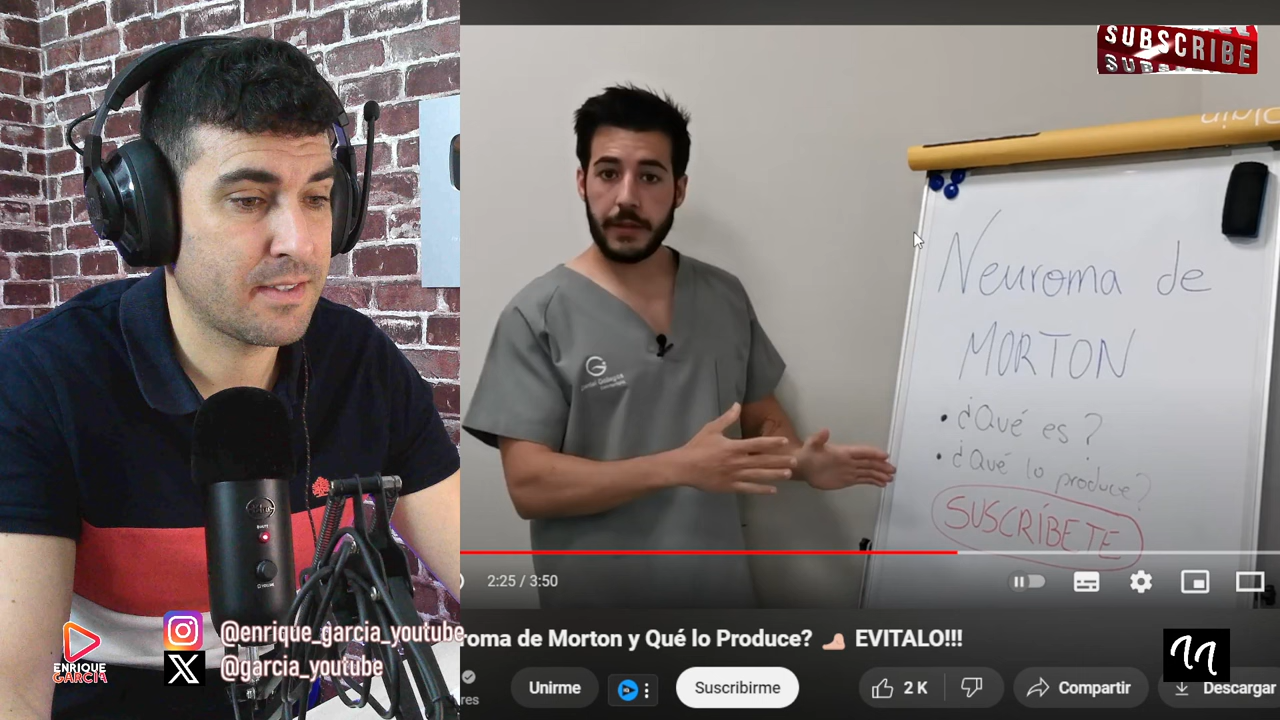 SUBSCRIBE
Neuroma de
MORTON
• ¿Qué es?
• ¿Qué lo produce?
SUSCRÍBETE
2:25 / 3:50
roma de Morton y Qué lo Produce? 🦶🏻 EVITALO!!!
Unirme
Suscribirme
2 K
Compartir
Descargar
@enrique_garcia_youtube
@garcia_youtube
ENRIQUE
GARCIA